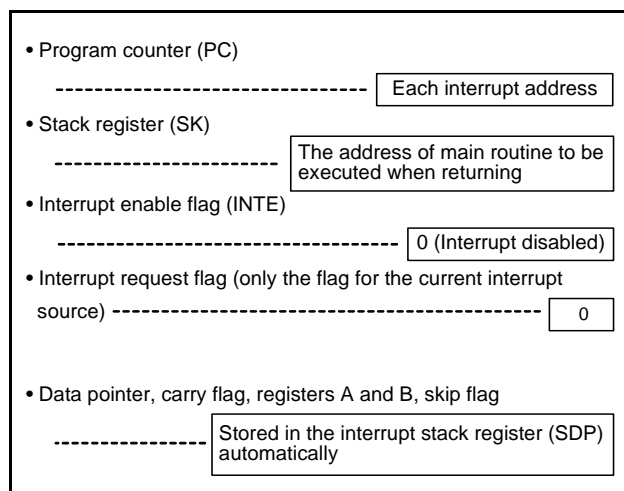 • Program counter (PC)
Each interrupt address
• Stack register (SK)
The address of main routine to be
executed when returning
• Interrupt enable flag (INTE)
0 (Interrupt disabled)
• Interrupt request flag (only the flag for the current interrupt
source) 0
• Data pointer, carry flag, registers A and B, skip flag
Stored in the interrupt stack register (SDP)
automatically